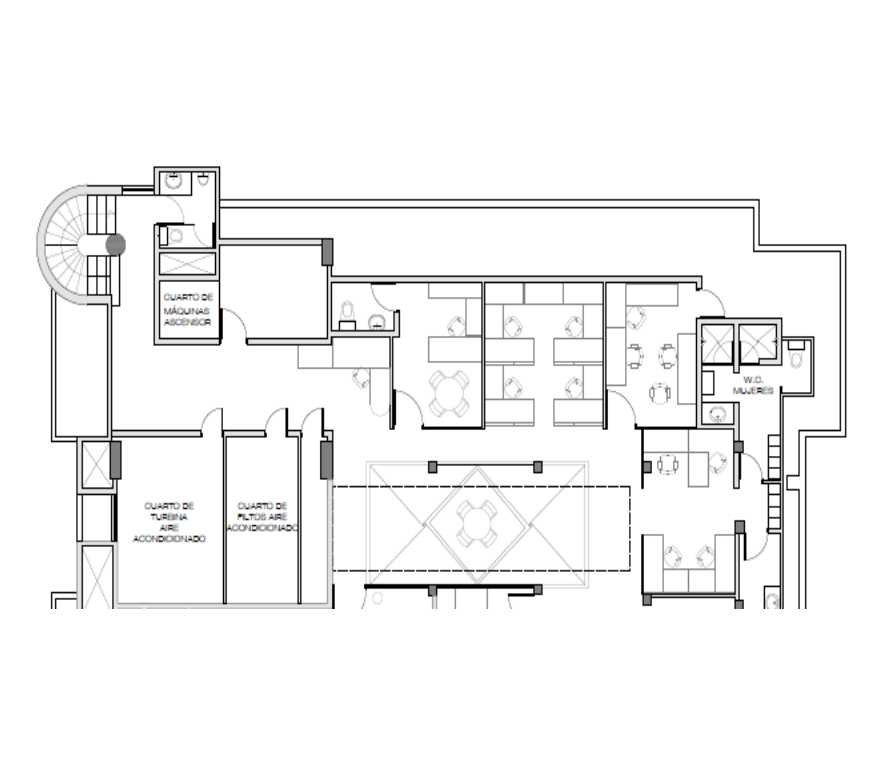 CUARTO DE
MÁQUINAS
ASCENSOR
W.C.
MUJERES
CUARTO DE
TURBINA
AIRE
ACONDICIONADO
CUARTO DE
FILTOS AIRE
ACONDICIONADO